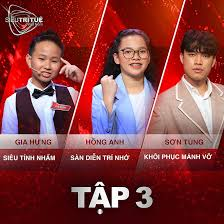 SIÊU TRÍ TUỆ
GIA HƯNG
SIÊU TÍNH NHẨM
HỒNG ANH
SÀN DIỄN TRÍ NHỚ
SƠN TÙNG
KHÔI PHỤC MẢNH VỠ
TẬP 3